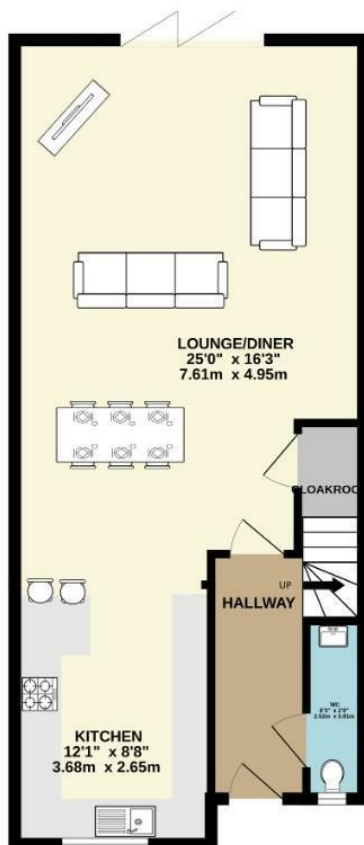 LOUNGE/DINER
25'0" x 16'3"
7.61m x 4.95m
CLOAKROO
UP
HALLWAY
WC
KITCHEN
12'1" x 8'8"
3.68m x 2.65m